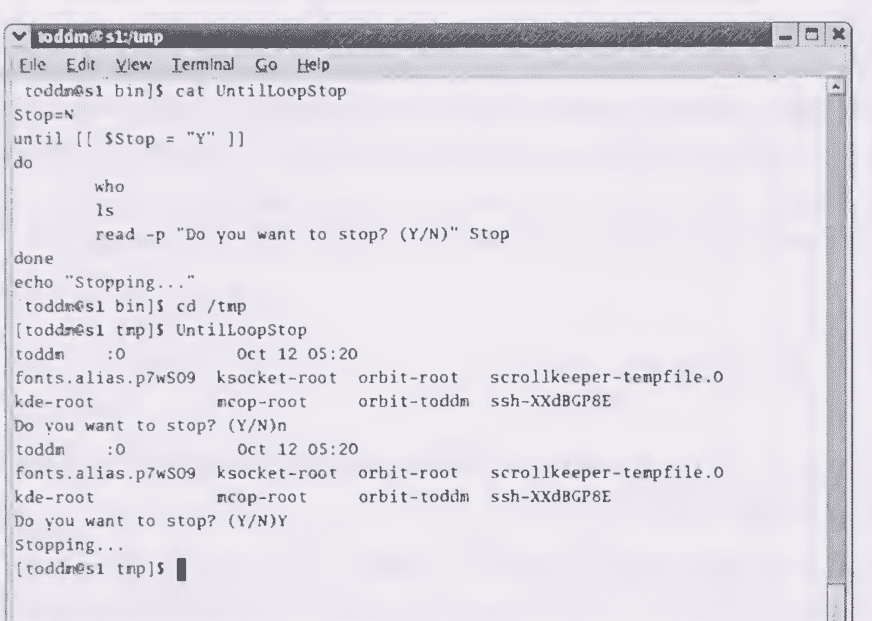 toddm@s1:/tmp
File Edit View Terminal Go Help
toddm@s1 bin]$ cat UntilLoopStop
Stop=N
until [[ $Stop = "Y" ]]
do
who
ls
read -p "Do you want to stop? (Y/N)" Stop
done
echo "Stopping..."
toddm@s1 bin]$ cd /tmp
[toddm@s1 tmp]$ UntilLoopStop
toddm :0 Oct 12 05:20
fonts.alias.p7wSO9 ksocket-root orbit-root scrollkeeper-tempfile.0
kde-root mcop-root orbit-toddm ssh-XXdBGP8E
Do you want to stop? (Y/N)n
toddm :0 Oct 12 05:20
fonts.alias.p7wSO9 ksocket-root orbit-root scrollkeeper-tempfile.0
kde-root mcop-root orbit-toddm ssh-XXdBGP8E
Do you want to stop? (Y/N)Y
Stopping...
[toddm@s1 tmp]$